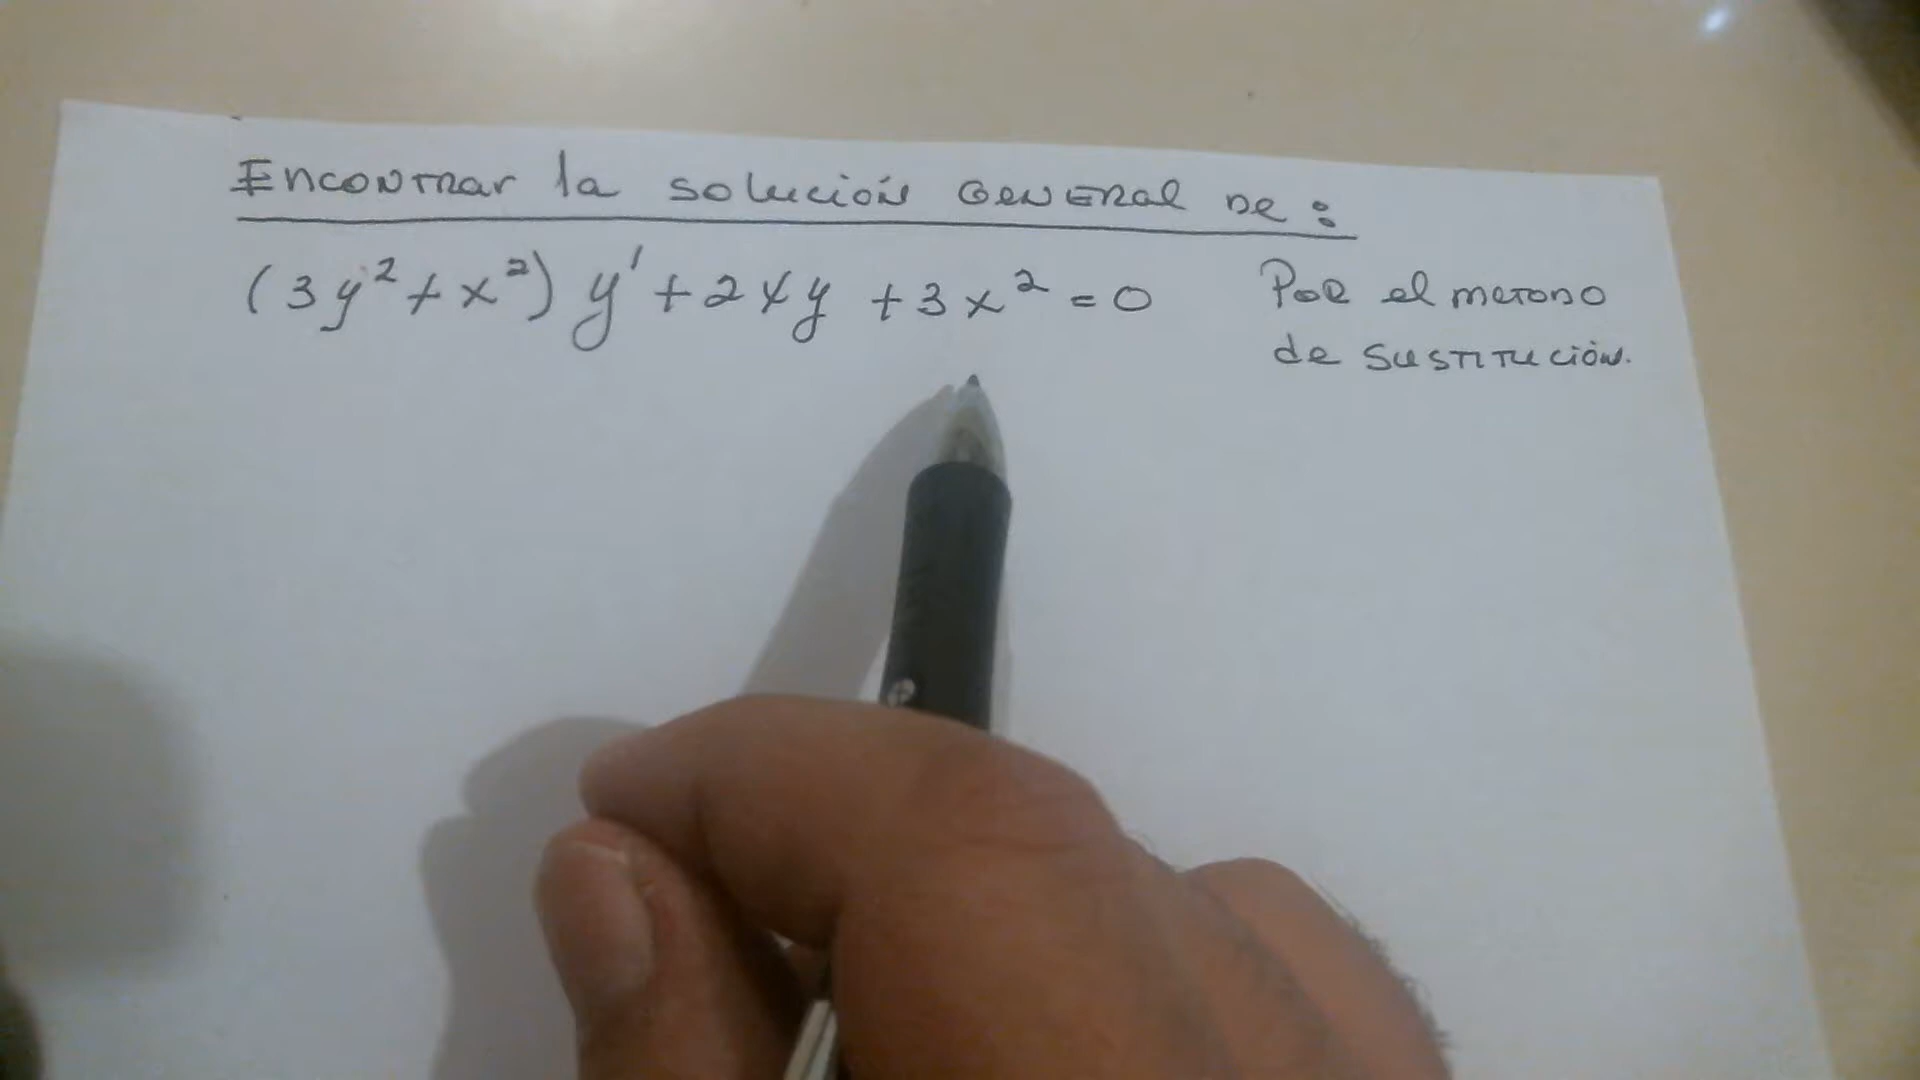 Encontrar la solución General de:
(3y²+x²) y' + 2xy + 3x² = 0
Por el metodo
de sustitución.